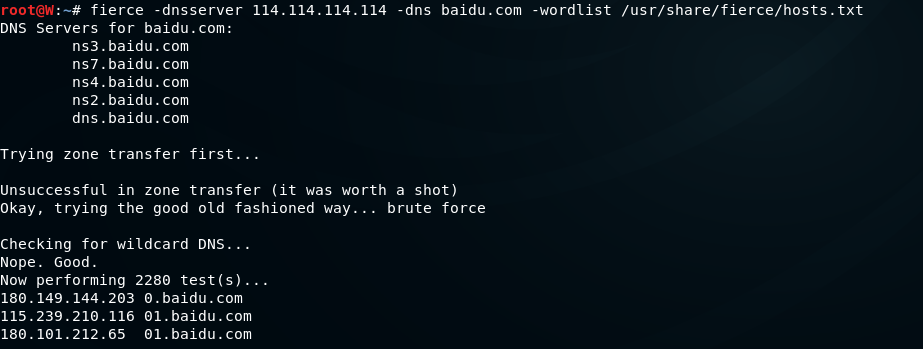 root@W:~# fierce -dnsserver 114.114.114.114 -dns baidu.com -wordlist /usr/share/fierce/hosts.txt
DNS Servers for baidu.com:
ns3.baidu.com
ns7.baidu.com
ns4.baidu.com
ns2.baidu.com
dns.baidu.com
Trying zone transfer first...
Unsuccessful in zone transfer (it was worth a shot)
Okay, trying the good old fashioned way... brute force
Checking for wildcard DNS...
Nope. Good.
Now performing 2280 test(s)...
180.149.144.203 0.baidu.com
115.239.210.116 01.baidu.com
180.101.212.65  01.baidu.com